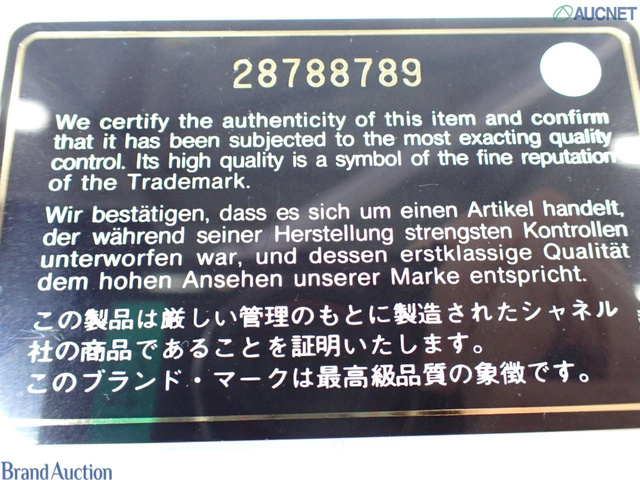 AUCNET
28788789
We certify the authenticity of this item and confirm
that it has been subjected to the most exacting quality
control. Its high quality is a symbol of the fine reputation
of the Trademark.
Wir bestätigen, dass es sich um einen Artikel handelt,
der während seiner Herstellung strengsten Kontrollen
unterworfen war, und dessen erstklassige Qualität
dem hohen Ansehen unserer Marke entspricht.
この製品は厳しい管理のもとに製造されたシャネル
社の商品であることを証明いたします。
このブランド・マークは最高級品質の象徴です。
Brand Auction